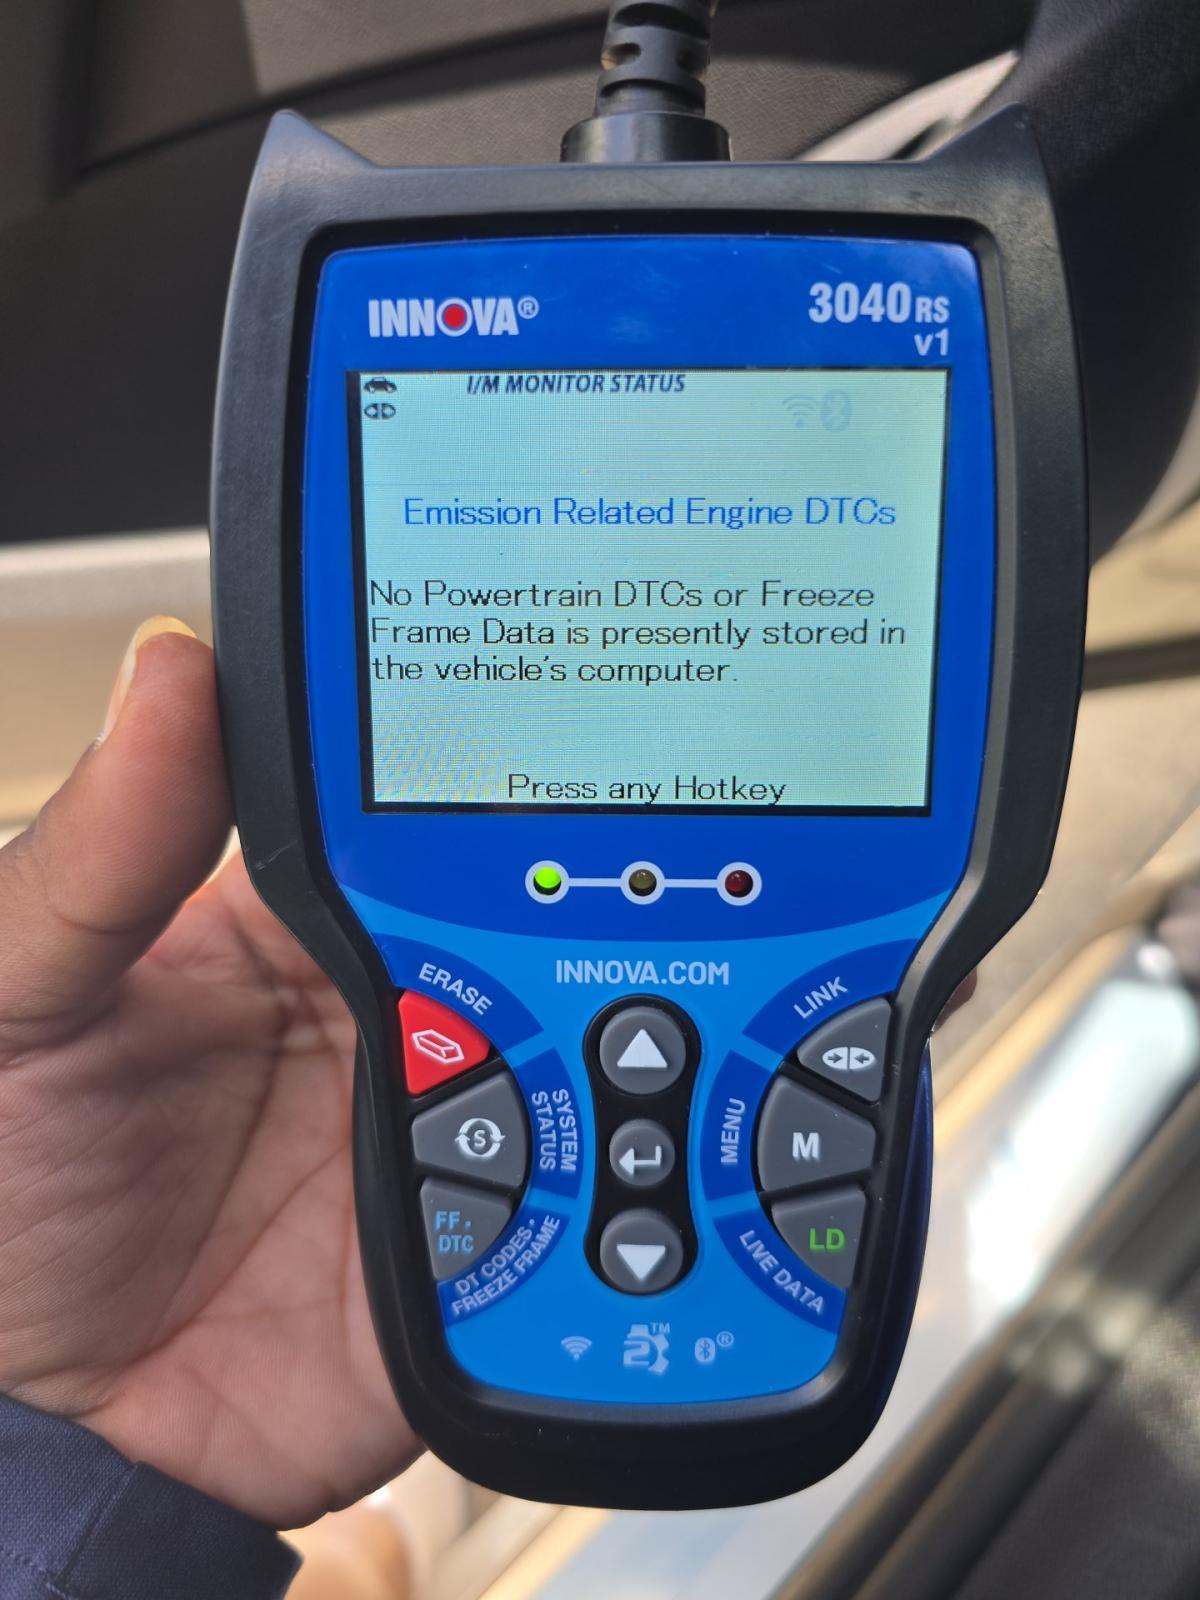 INNOVA®
3040RS
v1
I/M MONITOR STATUS
Emission Related Engine DTCs
No Powertrain DTCs or Freeze
Frame Data is presently stored in
the vehicle's computer.
Press any Hotkey
INNOVA.COM
ERASE
LINK
S
SYSTEM
STATUS
MENU
M
FF.
DTC
DT CODES •
FREEZE FRAME
LIVE DATA
LD
2
TM
®